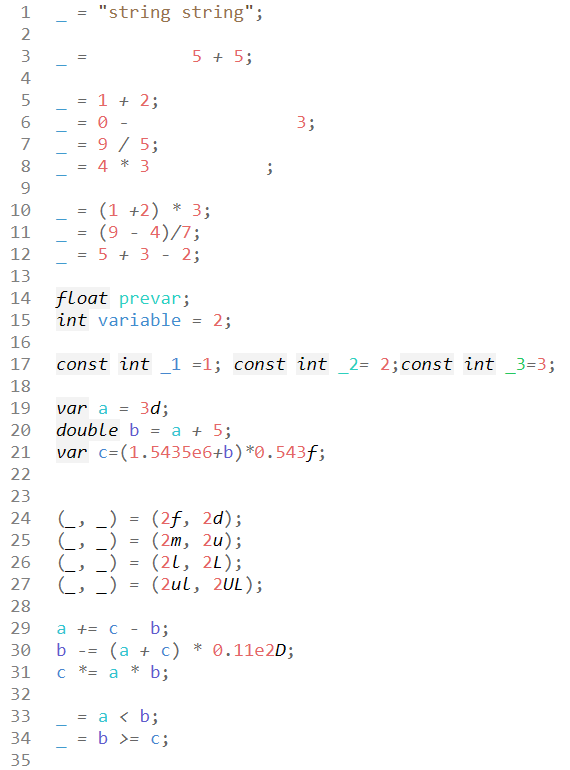 1 _ = "string string";
2
3 _ =          5 + 5;
4
5 _ = 1 + 2;
6 _ = 0 -                3;
7 _ = 9 / 5;
8 _ = 4 * 3           ;
9
10 _ = (1 +2) * 3;
11 _ = (9 - 4)/7;
12 _ = 5 + 3 - 2;
13
14 float prevar;
15 int variable = 2;
16
17 const int _1 =1; const int _2= 2;const int _3=3;
18
19 var a = 3d;
20 double b = a + 5;
21 var c=(1.5435e6+b)*0.543f;
22
23
24 (_, _) = (2f, 2d);
25 (_, _) = (2m, 2u);
26 (_, _) = (2l, 2L);
27 (_, _) = (2ul, 2UL);
28
29 a += c - b;
30 b -= (a + c) * 0.11e2D;
31 c *= a * b;
32
33 _ = a < b;
34 _ = b >= c;
35